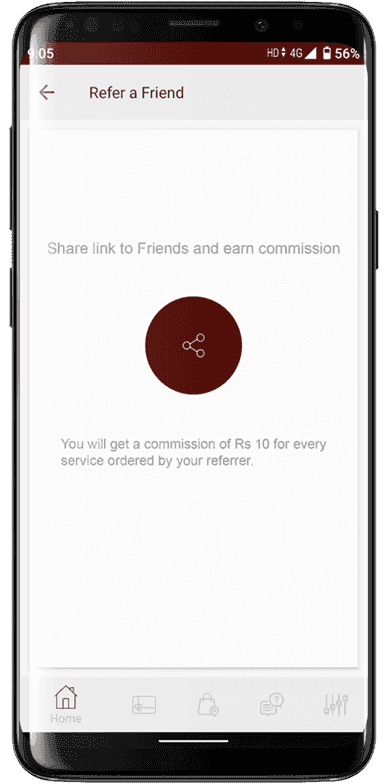 9:05 HD 4G 56%
Refer a Friend
Share link to Friends and earn commission
You will get a commission of Rs 10 for every
service ordered by your referrer.
Home